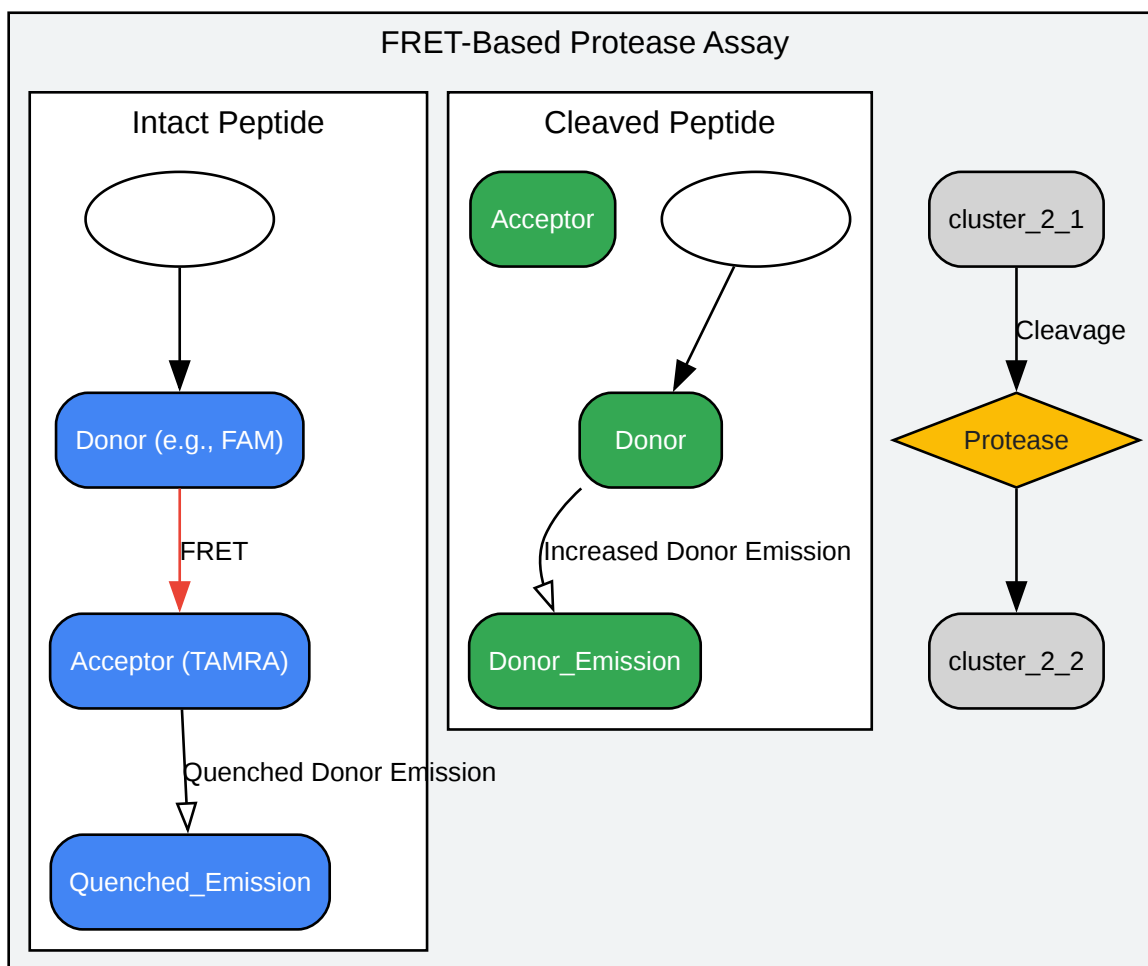 FRET-Based Protease Assay
Intact Peptide
Donor (e.g., FAM)
FRET
Acceptor (TAMRA)
Quenched Donor Emission
Quenched_Emission
Cleaved Peptide
Acceptor
Donor
Increased Donor Emission
Donor_Emission
cluster_2_1
Cleavage
Protease
cluster_2_2